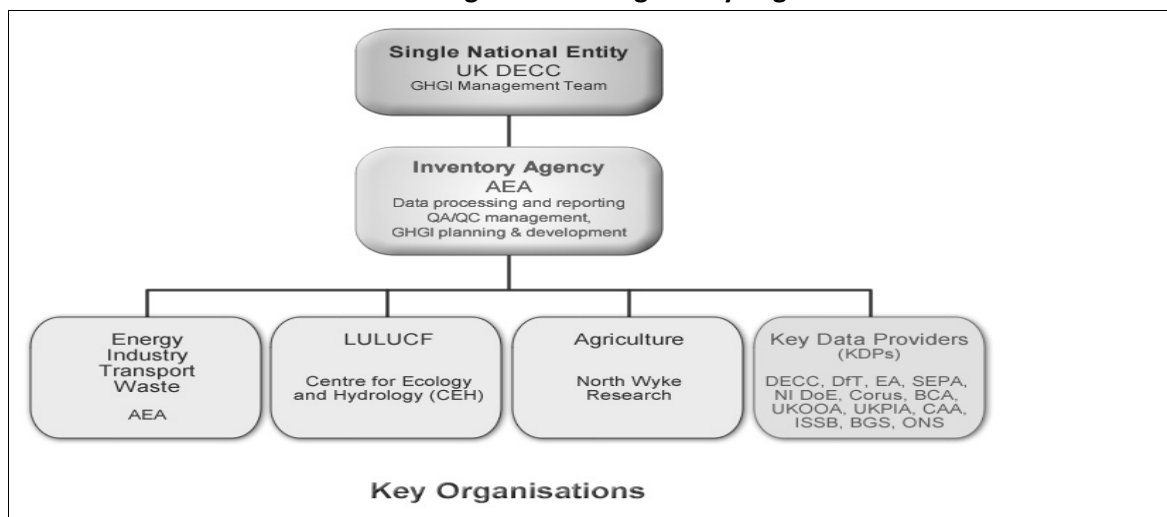 Single National Entity
UK DECC
GHGI Management Team
Inventory Agency
AEA
Data processing and reporting
QA/QC management,
GHGI planning & development
Energy
Industry
Transport
Waste
AEA
LULUCF
Centre for Ecology
and Hydrology (CEH)
Agriculture
North Wyke
Research
Key Data Providers
(KDPs)
DECC, DfT, EA, SEPA,
NI DoE, Corus, BCA,
UKOOA, UKPIA, CAA,
ISSB, BGS, ONS
Key Organisations